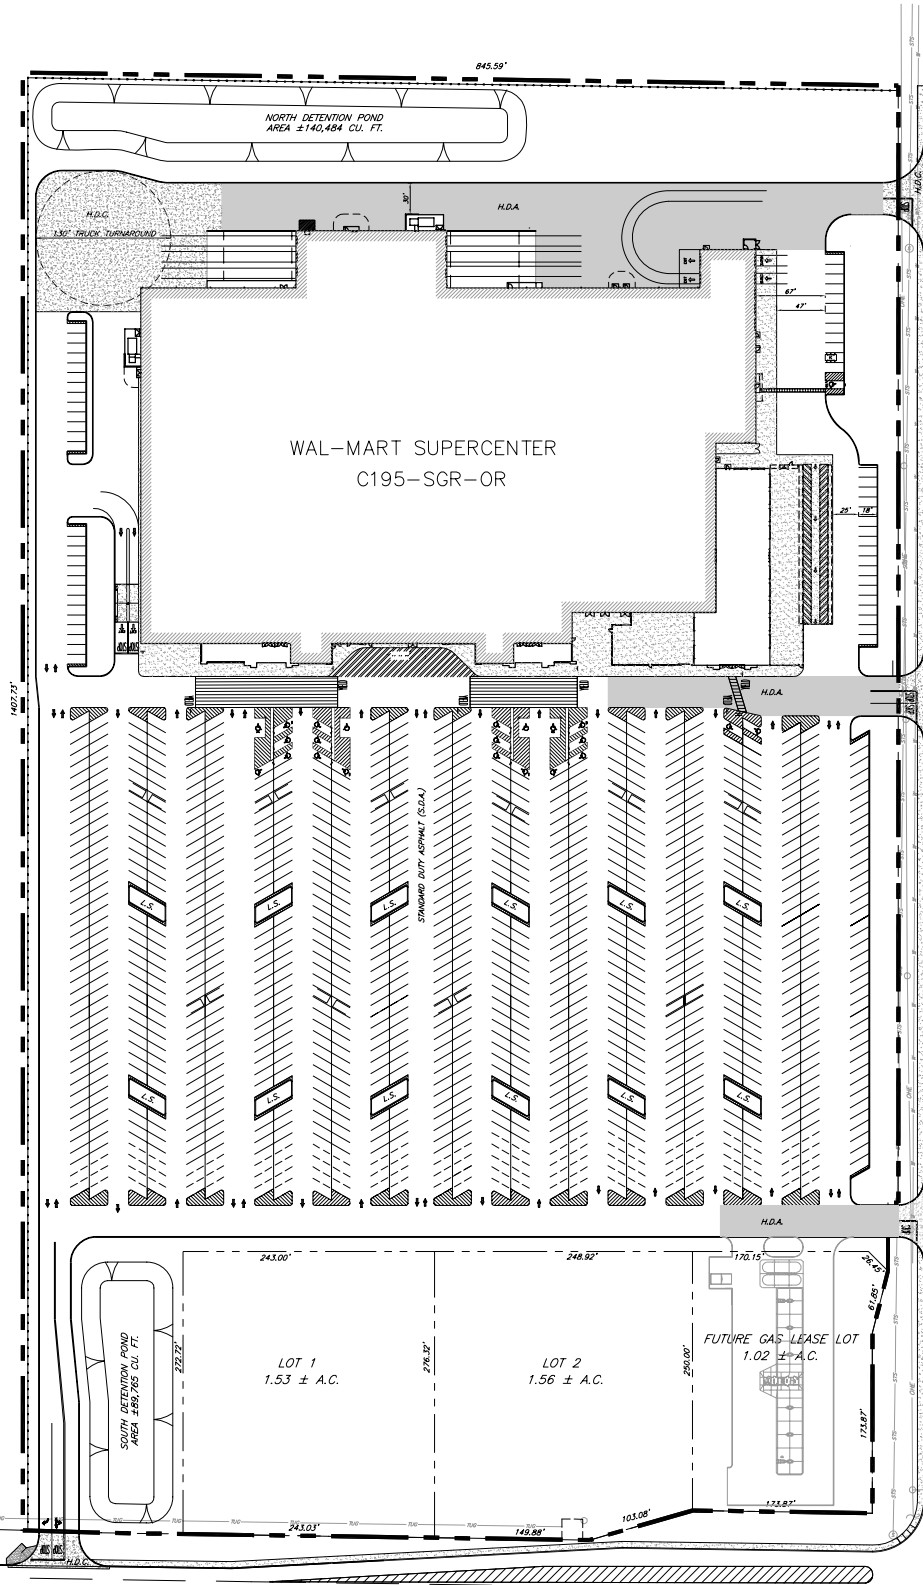 845.59'
NORTH DETENTION POND
AREA ±140,484 CU. FT.
H.D.C.
H.D.C.
30'
H.D.A.
130' TRUCK TURNAROUND
67'
47'
WAL-MART SUPERCENTER
C195-SGR-OR
25'
18'
1407.73'
H.D.A.
STANDARD DUTY ASPHALT (S.D.A.)
L.S.
L.S.
L.S.
L.S.
L.S.
L.S.
L.S.
L.S.
L.S.
L.S.
L.S.
L.S.
H.D.A.
243.00'
248.92'
170.15'
26.45'
61.85'
SOUTH DETENTION POND
AREA ±89,765 CU. FT.
272.72'
LOT 1
1.53 ± A.C.
276.32'
LOT 2
1.56 ± A.C.
250.00'
FUTURE GAS LEASE LOT
1.02 ± A.C.
173.87'
173.87'
103.08'
243.03'
149.88'
H.D.C.